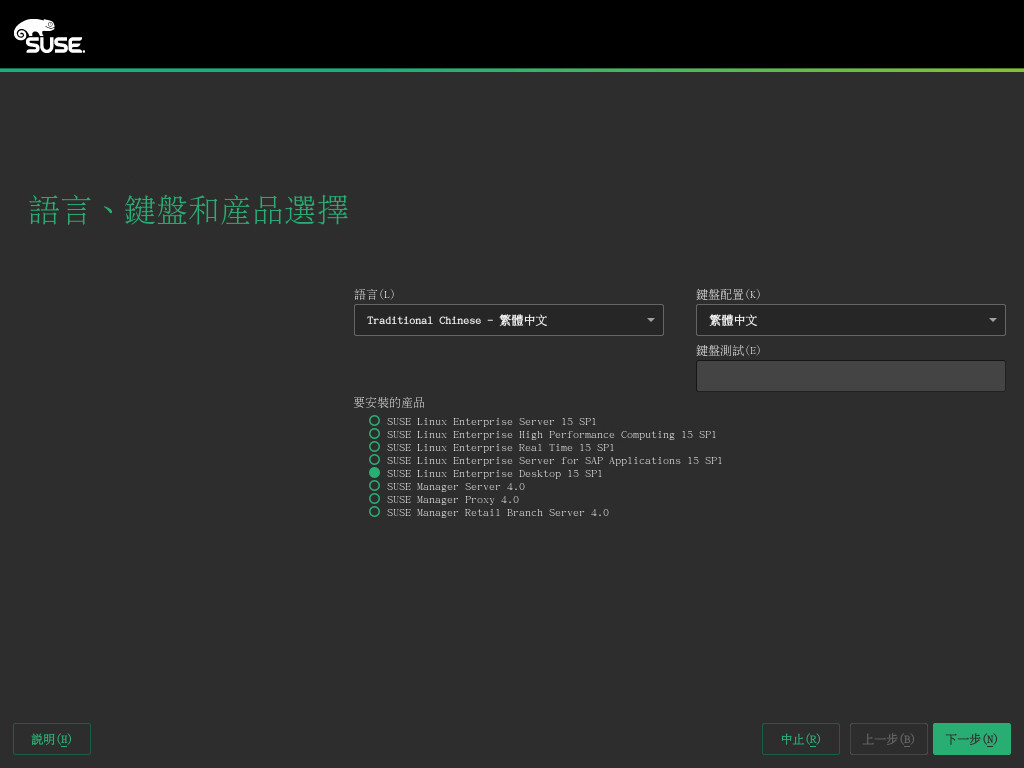 SUSE.
語言、鍵盤和產品選擇
語言(L)
鍵盤配置(K)
Traditional Chinese - 繁體中文
繁體中文
鍵盤測試(E)
要安裝的產品
SUSE Linux Enterprise Server 15 SP1
SUSE Linux Enterprise High Performance Computing 15 SP1
SUSE Linux Enterprise Real Time 15 SP1
SUSE Linux Enterprise Server for SAP Applications 15 SP1
SUSE Linux Enterprise Desktop 15 SP1
SUSE Manager Server 4.0
SUSE Manager Proxy 4.0
SUSE Manager Retail Branch Server 4.0
說明(H)
中止(R)
上一步(B)
下一步(N)